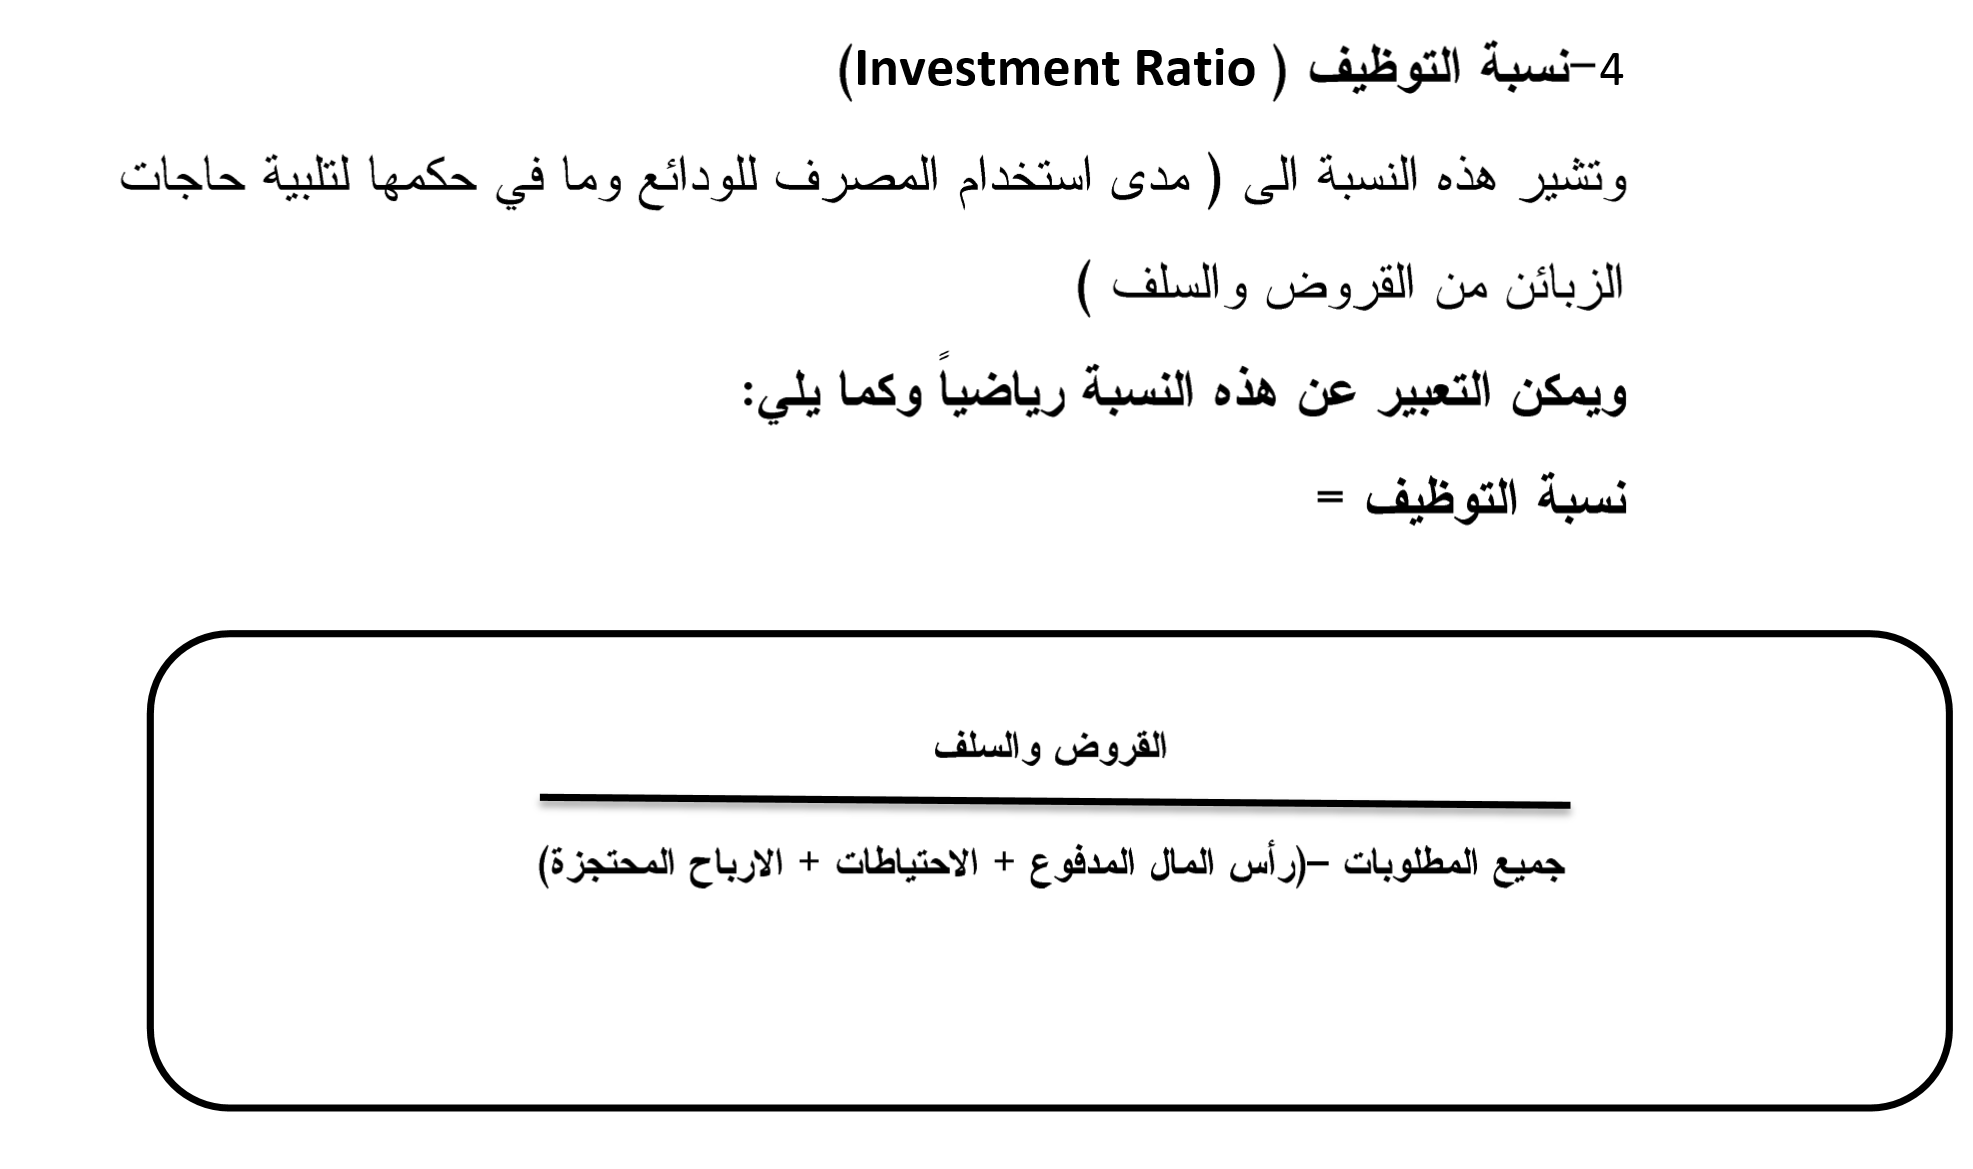 4-نسبة التوظيف ( Investment Ratio)
وتشير هذه النسبة الى ( مدى استخدام المصرف للودائع وما في حكمها لتلبية حاجات
الزبائن من القروض والسلف )
ويمكن التعبير عن هذه النسبة رياضياً وكما يلي:
نسبة التوظيف =
القروض والسلف
جميع المطلوبات –(رأس المال المدفوع + الاحتياطات + الارباح المحتجزة)